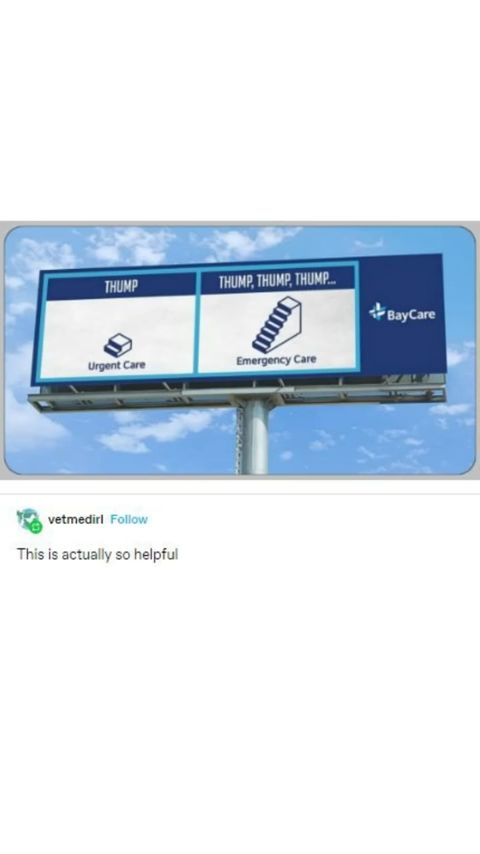 THUMP
THUMP, THUMP, THUMP...
BayCare
Urgent Care
Emergency Care
vetmedirl Follow
This is actually so helpful